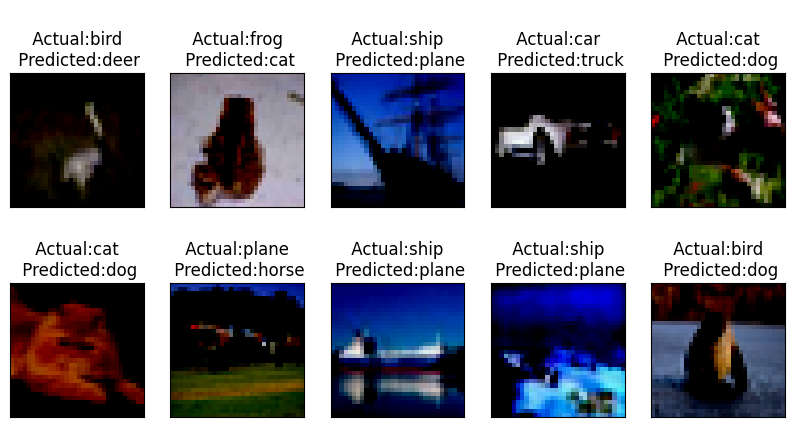 Actual:bird
Predicted:deer
Actual:frog
Predicted:cat
Actual:ship
Predicted:plane
Actual:car
Predicted:truck
Actual:cat
Predicted:dog
Actual:cat
Predicted:dog
Actual:plane
Predicted:horse
Actual:ship
Predicted:plane
Actual:ship
Predicted:plane
Actual:bird
Predicted:dog